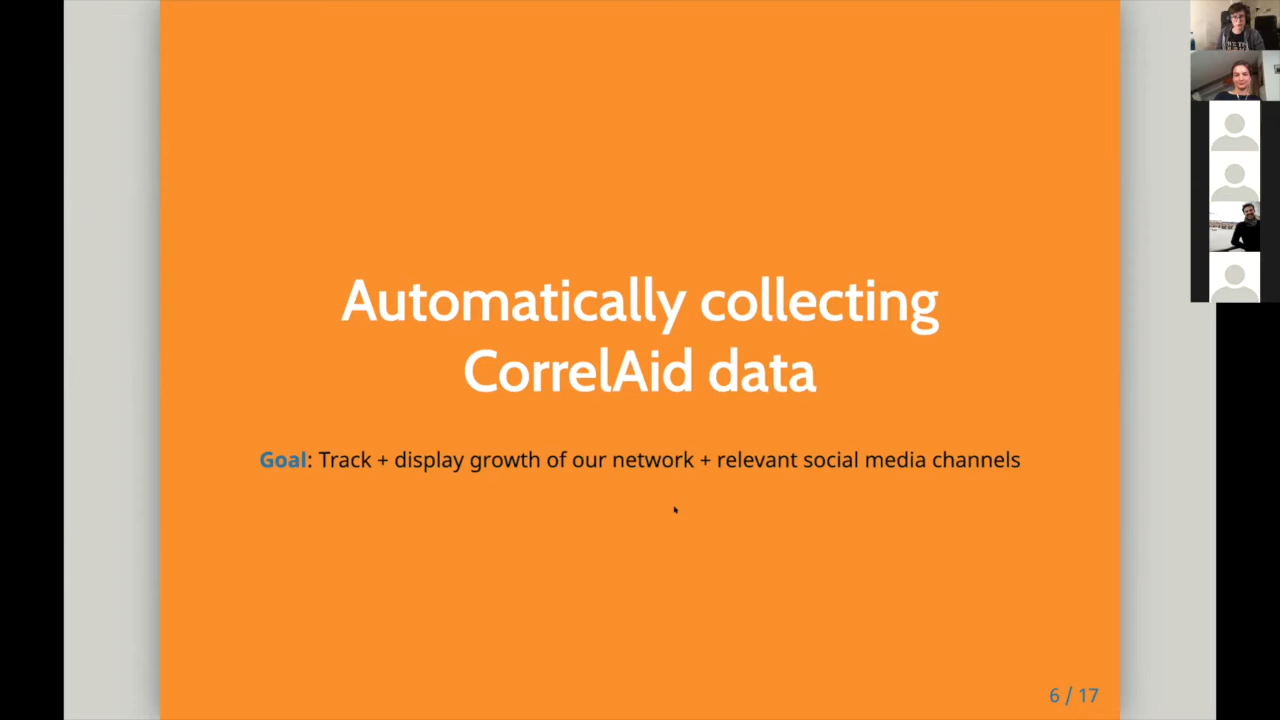 Automatically collecting
CorrelAid data
Goal: Track + display growth of our network + relevant social media channels
6 / 17